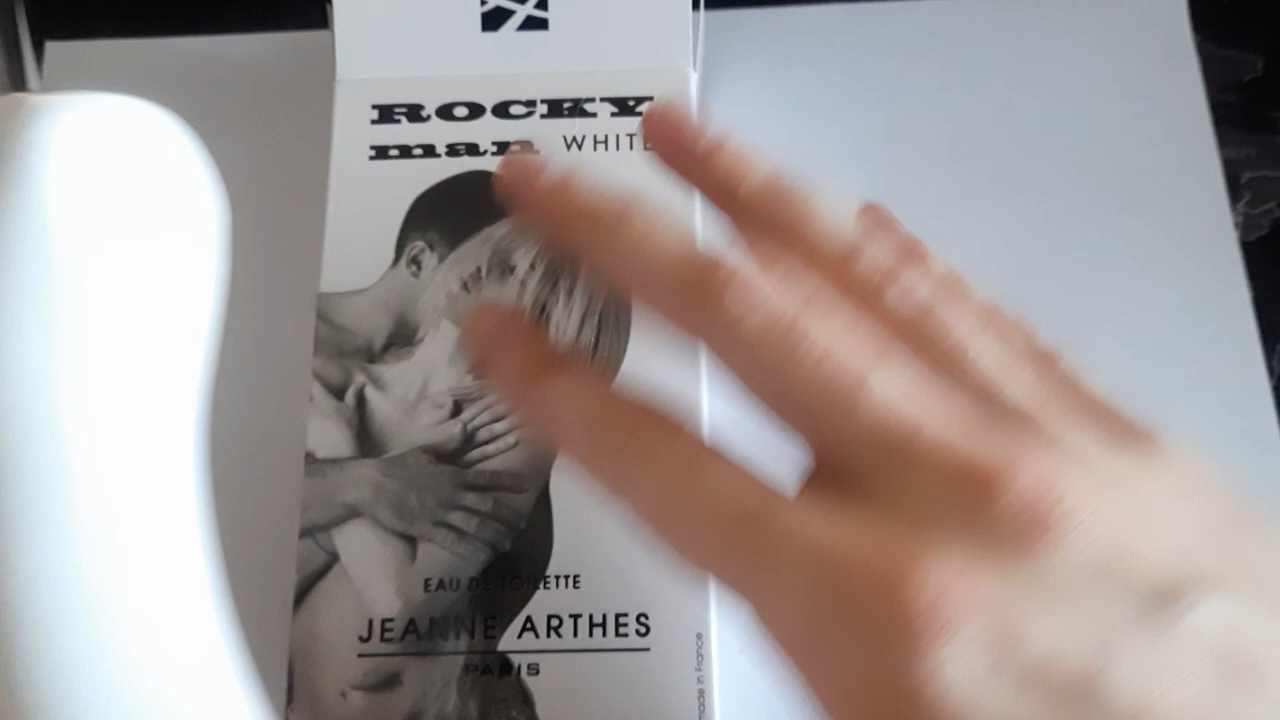 ROCKY
man WHITE
EAU DE TOILETTE
JEANNE ARTHES
PARIS
made in France